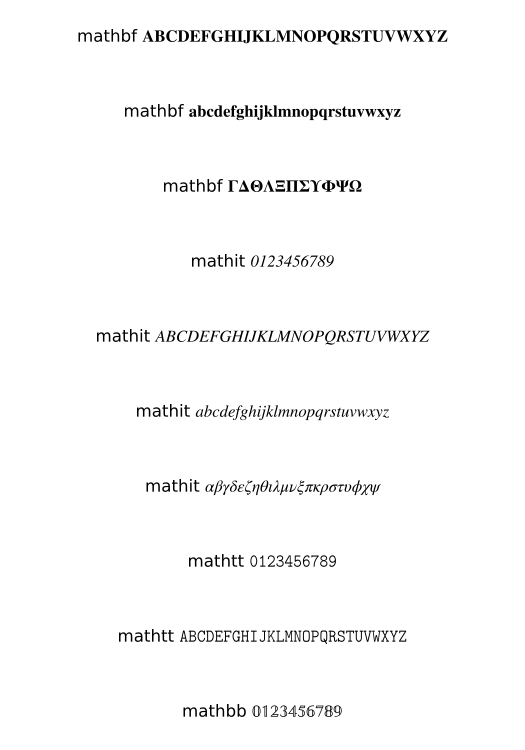 mathbf ABCDEFGHIJKLMNOPQRSTUVWXYZ
mathbf abcdefghijklmnopqrstuvwxyz
mathbf ΓΔΘΛΞΠΣΥΦΨΩ
mathit 0123456789
mathit ABCDEFGHIJKLMNOPQRSTUVWXYZ
mathit abcdefghijklmnopqrstuvwxyz
mathit αβγδεζηθιλμνξπκρστυφχψ
mathtt 0123456789
mathtt ABCDEFGHIJKLMNOPQRSTUVWXYZ
mathbb 0123456789